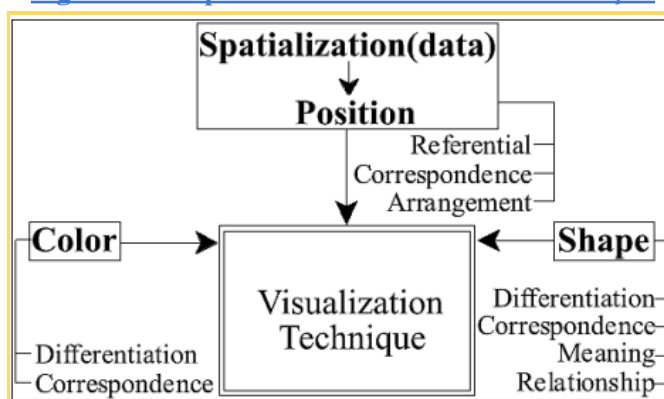 Spatialization(data)
Position
Referential
Correspondence
Arrangement
Color
Shape
Visualization
Technique
Differentiation
Correspondence
Differentiation
Correspondence
Meaning
Relationship